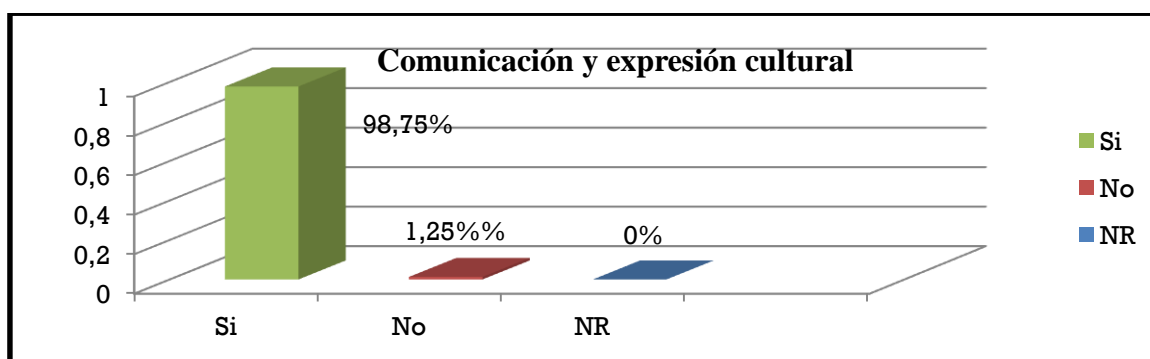 Comunicación y expresión cultural
1
0,8
0,6
0,4
0,2
0
98,75%
1,25%%
0%
Si
No
NR
Si
No
NR